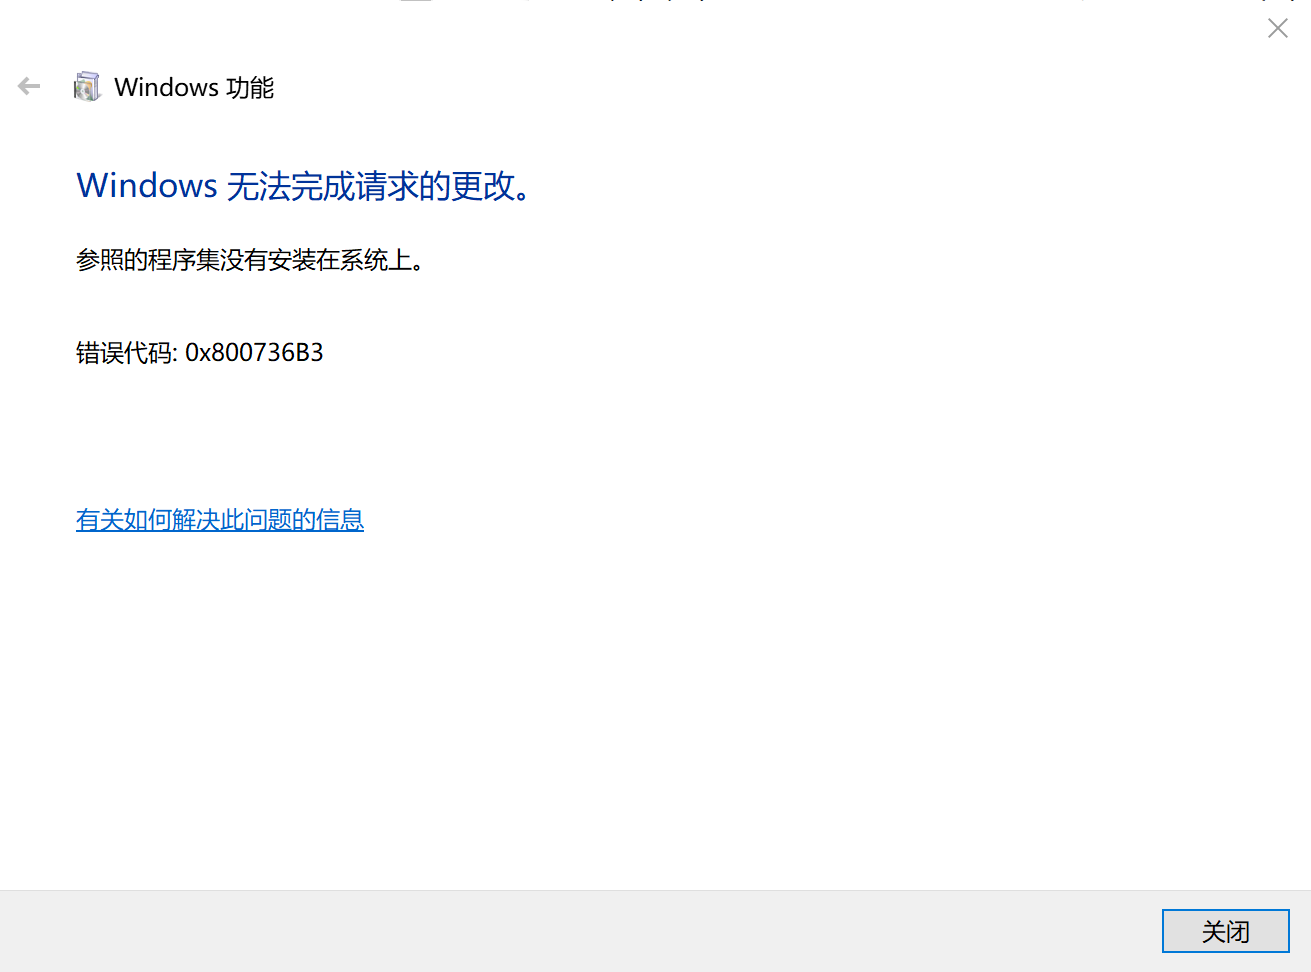 Windows 功能
Windows 无法完成请求的更改。
参照的程序集没有安装在系统上。
错误代码: 0x800736B3
有关如何解决此问题的信息
关闭